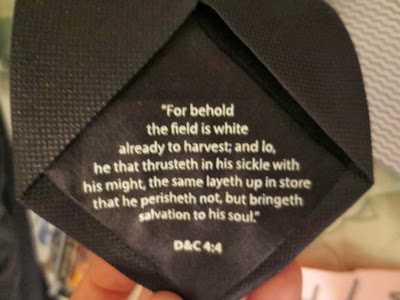 "For behold
the field is white
already to harvest; and lo,
he that thrusteth in his sickle with
his might, the same layeth up in store
that he perisheth not, but bringeth
salvation to his soul."
D&C 4:4